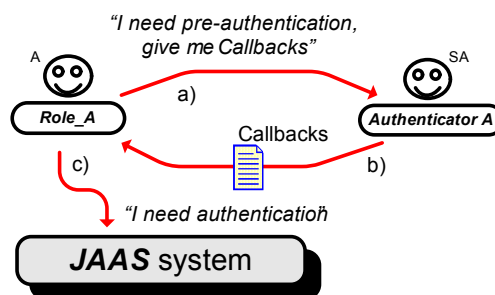 “I need pre-authentication,
give me Callbacks”
A
SA
a)
Role_A
Authenticator A
Callbacks
b)
c)
“I need authentication”
JAAS system